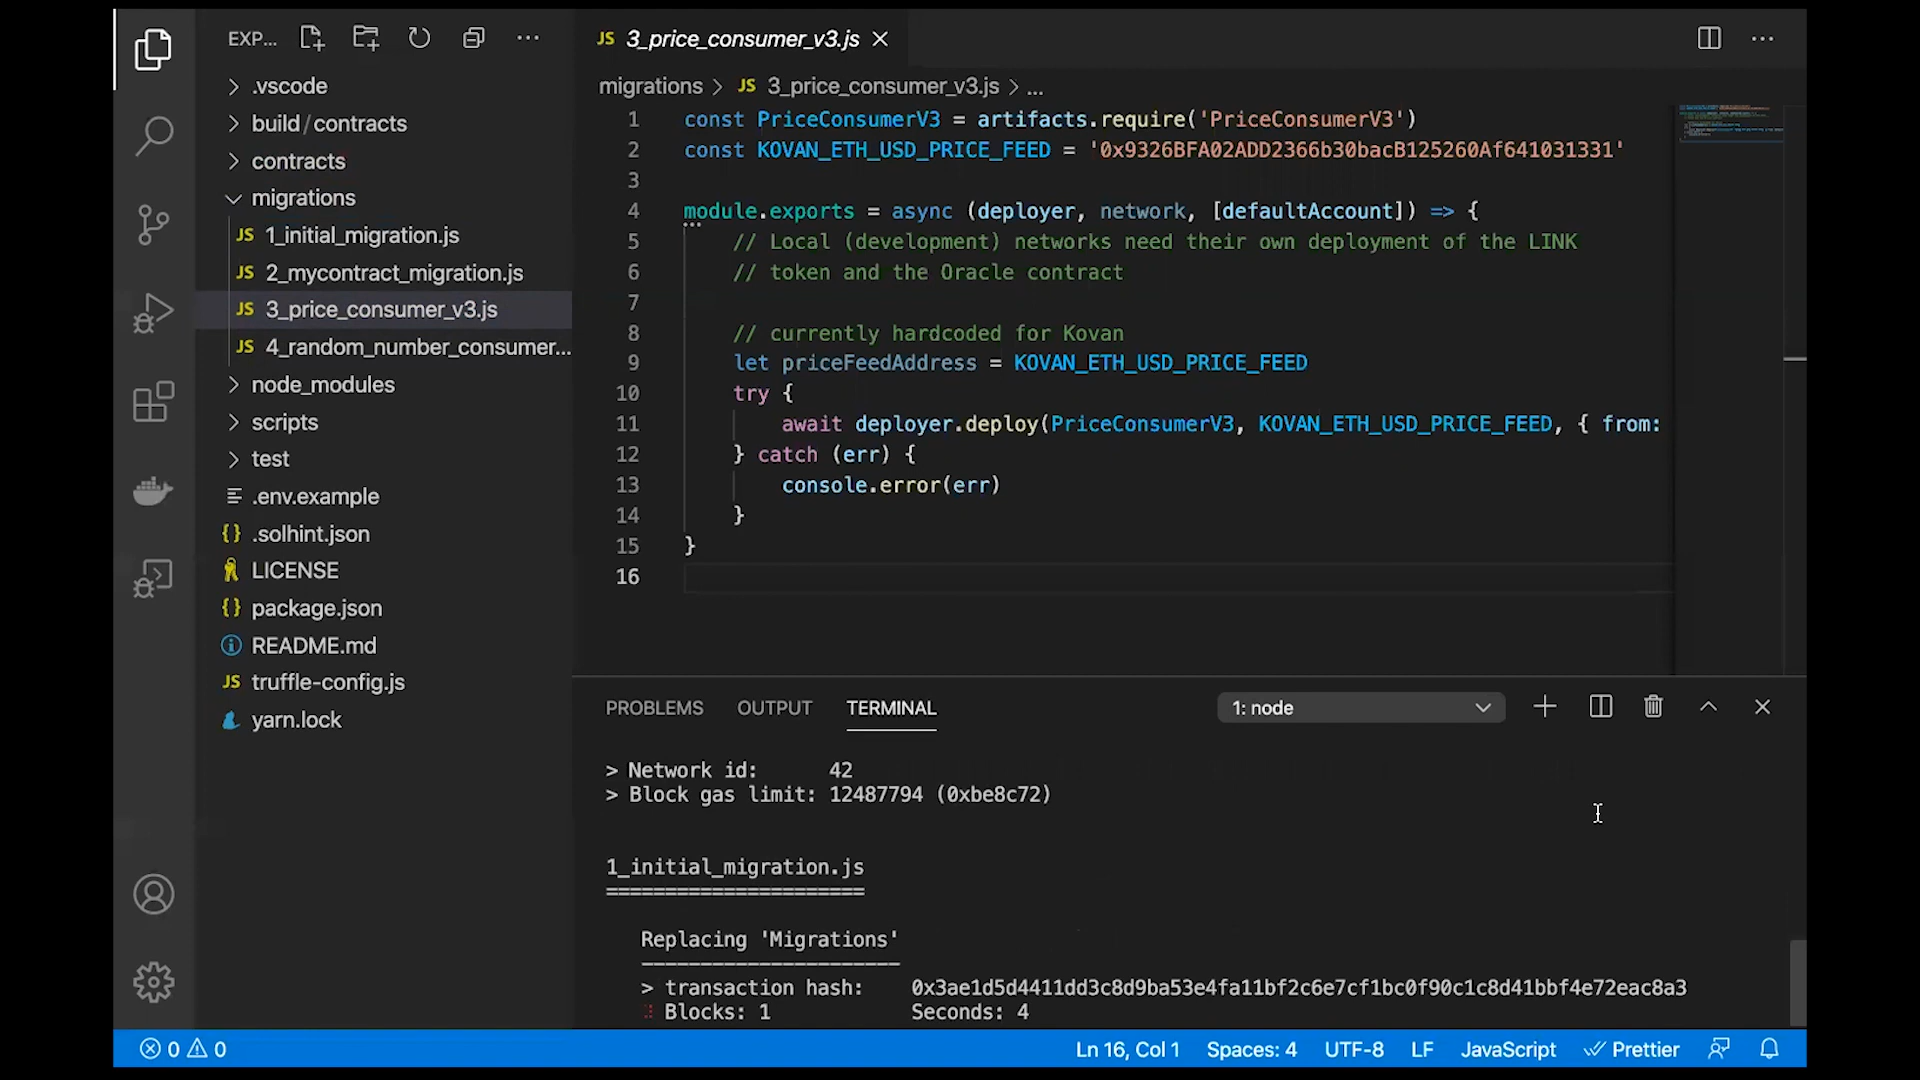 EXP...
.vscode
build/contracts
contracts
migrations
JS 1_initial_migration.js
JS 2_mycontract_migration.js
JS 3_price_consumer_v3.js
JS 4_random_number_consumer...
node_modules
scripts
test
.env.example
{} .solhint.json
LICENSE
{} package.json
README.md
JS truffle-config.js
yarn.lock
JS 3_price_consumer_v3.js
migrations > JS 3_price_consumer_v3.js > ...
1 const PriceConsumerV3 = artifacts.require('PriceConsumerV3')
2 const KOVAN_ETH_USD_PRICE_FEED = '0x9326BFA02ADD2366b30bacB125260Af641031331'
3
4 module.exports = async (deployer, network, [defaultAccount]) => {
5 // Local (development) networks need their own deployment of the LINK
6 // token and the Oracle contract
7
8 // currently hardcoded for Kovan
9 let priceFeedAddress = KOVAN_ETH_USD_PRICE_FEED
10 try {
11 await deployer.deploy(PriceConsumerV3, KOVAN_ETH_USD_PRICE_FEED, { from:
12 } catch (err) {
13 console.error(err)
14 }
15 }
16
PROBLEMS OUTPUT TERMINAL 1: node
> Network id: 42
> Block gas limit: 12487794 (0xbe8c72)
1_initial_migration.js
======================
Replacing 'Migrations'
----------------------
> transaction hash: 0x3ae1d5d4411dd3c8d9ba53e4fa11bf2c6e7cf1bc0f90c1c8d41bbf4e72eac8a3
Blocks: 1 Seconds: 4
0 0 Ln 16, Col 1 Spaces: 4 UTF-8 LF JavaScript Prettier